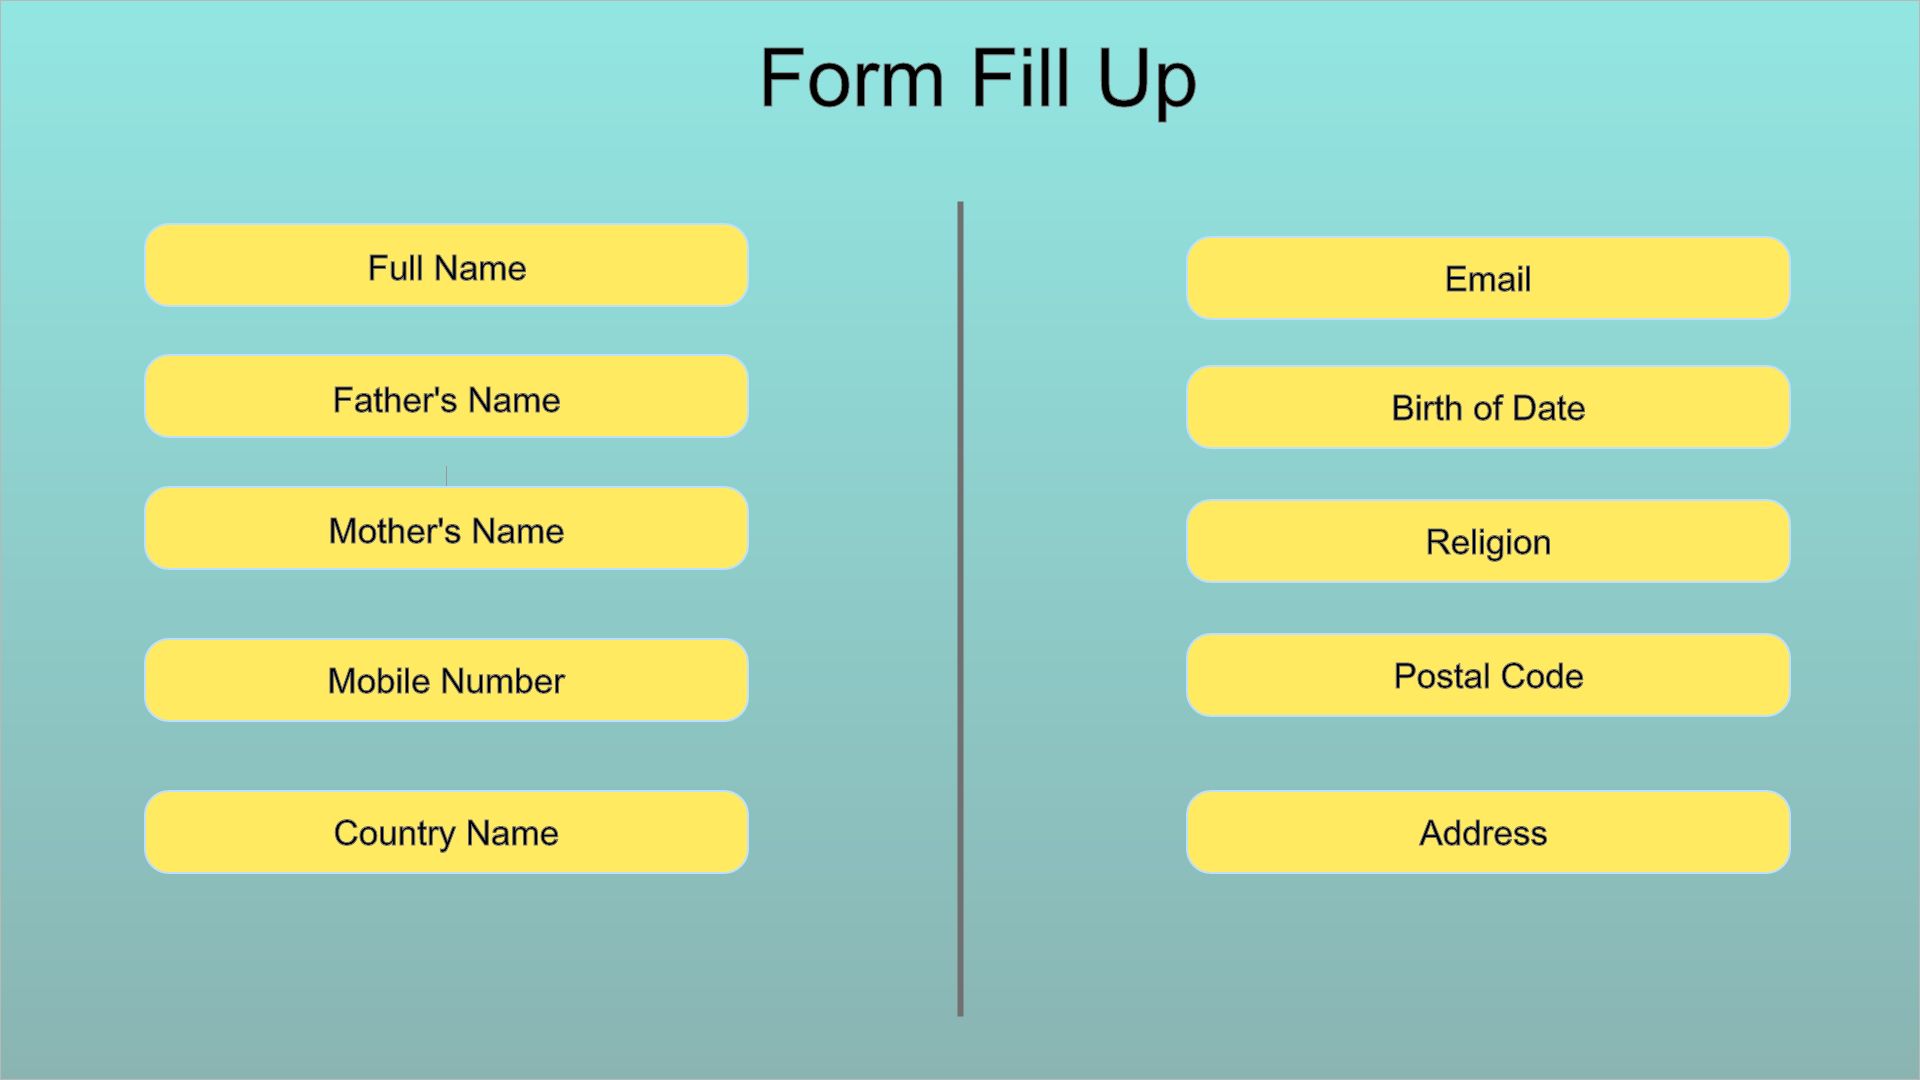 Form Fill Up
Full Name
Father's Name
Mother's Name
Mobile Number
Country Name
Email
Birth of Date
Religion
Postal Code
Address